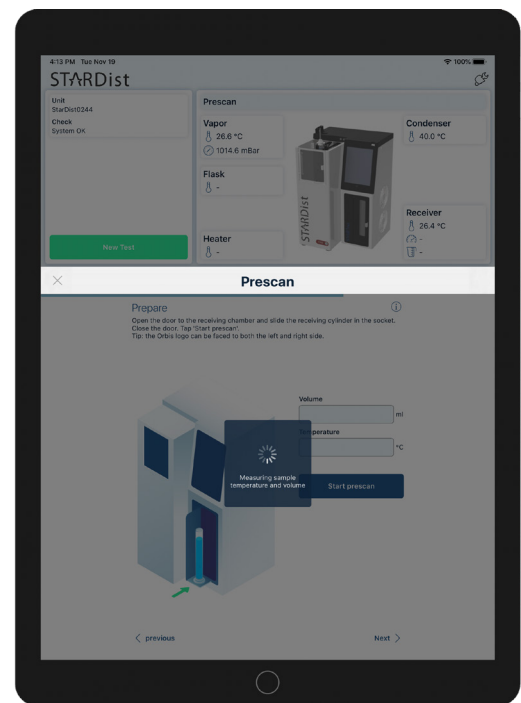 4:13 PM Tue Nov 19
100%
STARDist
Unit
StarDist0244
Check
System OK
New Test
Prescan
Vapor
26.6 °C
1014.6 mBar
Flask
-
Heater
-
STARDist
Condenser
40.0 °C
Receiver
26.4 °C
-
-
Prescan
Prepare
Open the door to the receiving chamber and slide the receiving cylinder in the socket.
Close the door. Tap 'Start prescan'.
Tip: the Orbis logo can be faced to both the left and right side.
Volume
ml
°C
Measuring sample
temperature and volume
Start prescan
previous
Next